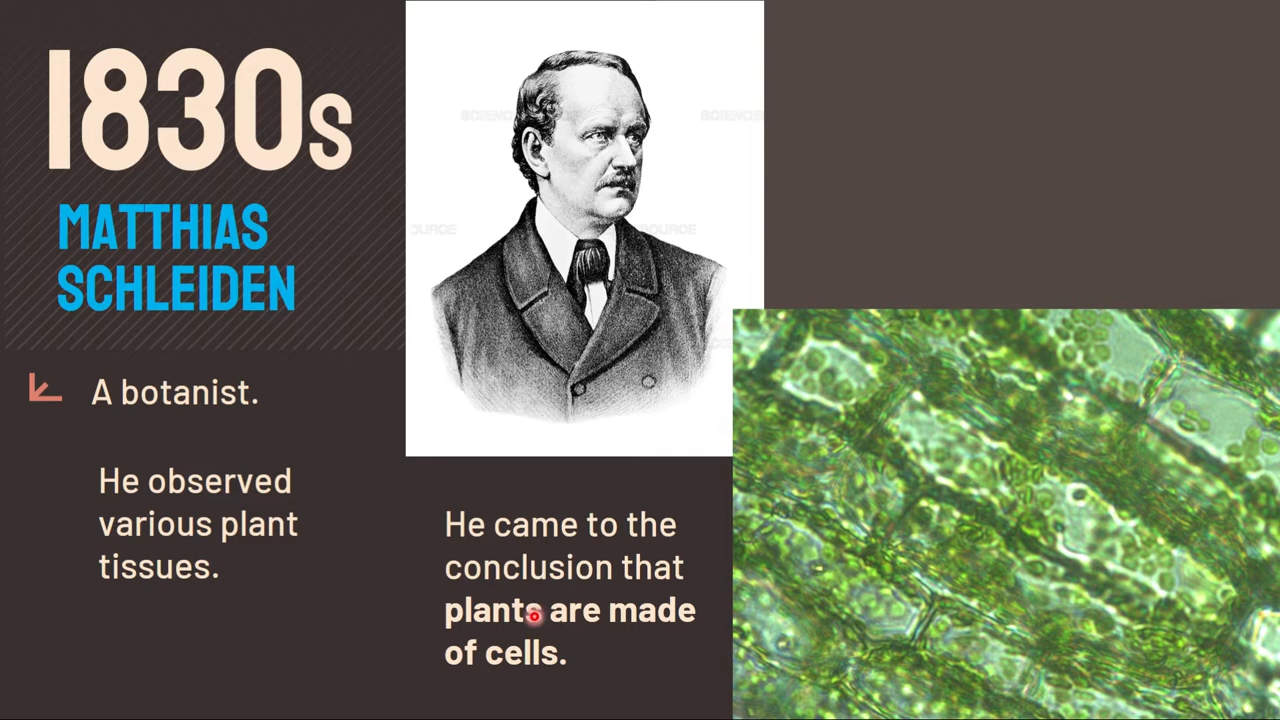 1830s
MATTHIAS
SCHLEIDEN
A botanist.
He observed
various plant
tissues.
He came to the
conclusion that
plants are made
of cells.